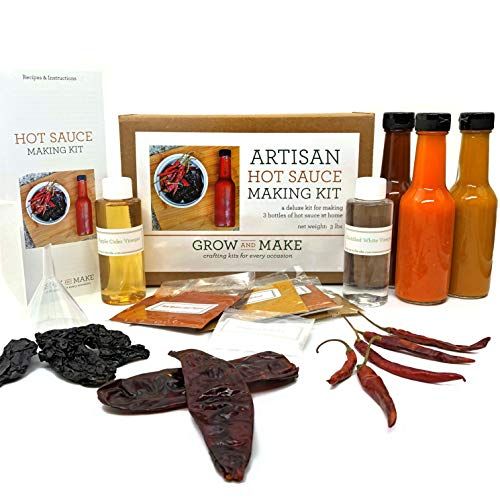 Recipes & Instructions
HOT SAUCE
MAKING KIT
ARTISAN
HOT SAUCE
MAKING KIT
a deluxe kit for making
3 bottles of hot sauce at home
net weight: 3 lbs
GROW AND MAKE
crafting kits for every occasion
Apple Cider Vinegar
Distilled White Vinegar
AND MAKE